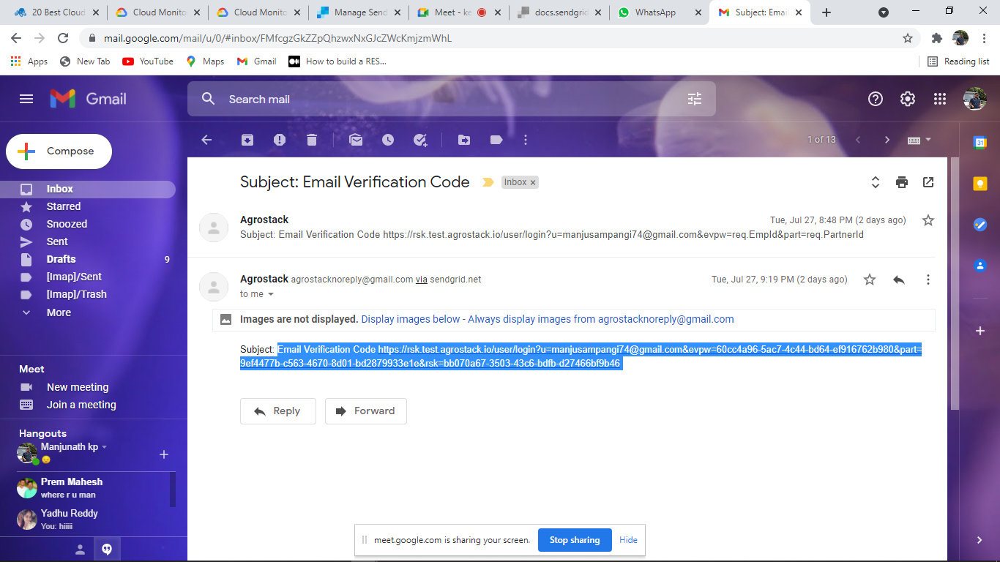 20 Best Cloud
Cloud Monito
Cloud Monito
Manage Send
Meet - ke
docs.sendgrid
WhatsApp
Subject: Emai
mail.google.com/mail/u/0/#inbox/FMfcgzGkZZpQhzwxNxGJcZWcKmjzmWhL
Apps
New Tab
YouTube
Maps
Gmail
How to build a RES...
Reading list
Gmail
Search mail
Compose
1 of 13
Inbox
Starred
Snoozed
Sent
Drafts 9
[Imap]/Sent
[Imap]/Trash
More
Meet
New meeting
Join a meeting
Hangouts
Manjunath kp
Prem Mahesh
where r u man
Yadhu Reddy
You: hiiiii
Subject: Email Verification Code Inbox ×
Agrostack Tue, Jul 27, 8:48 PM (2 days ago)
Subject: Email Verification Code https://rsk.test.agrostack.io/user/login?u=manjusampangi74@gmail.com&evpw=req.EmpId&part=req.PartnerId
Agrostack agrostacknoreply@gmail.com via sendgrid.net Tue, Jul 27, 9:19 PM (2 days ago)
to me
Images are not displayed. Display images below - Always display images from agrostacknoreply@gmail.com
Subject: Email Verification Code https://rsk.test.agrostack.io/user/login?u=manjusampangi74@gmail.com&evpw=60cc4a96-5ac7-4c44-bd64-ef916762b980&part=
9ef4477b-c563-4670-8d01-bd2879933e1e&rsk=bb070a67-3503-43c6-bdfb-d27466bf9b46
Reply
Forward
31
meet.google.com is sharing your screen. Stop sharing Hide